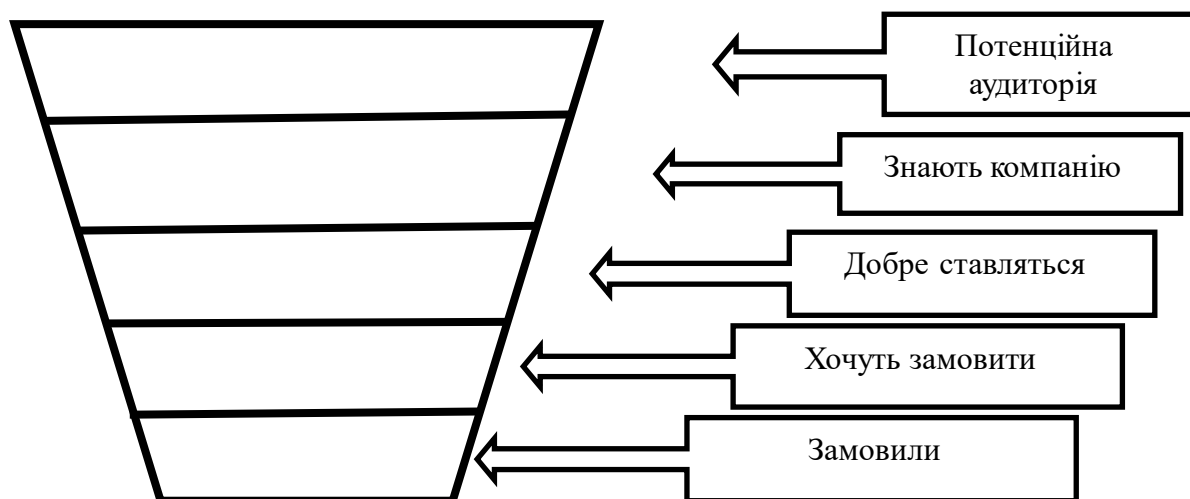 Потенційна
аудиторія
Знають компанію
Добре ставляться
Хочуть замовити
Замовили